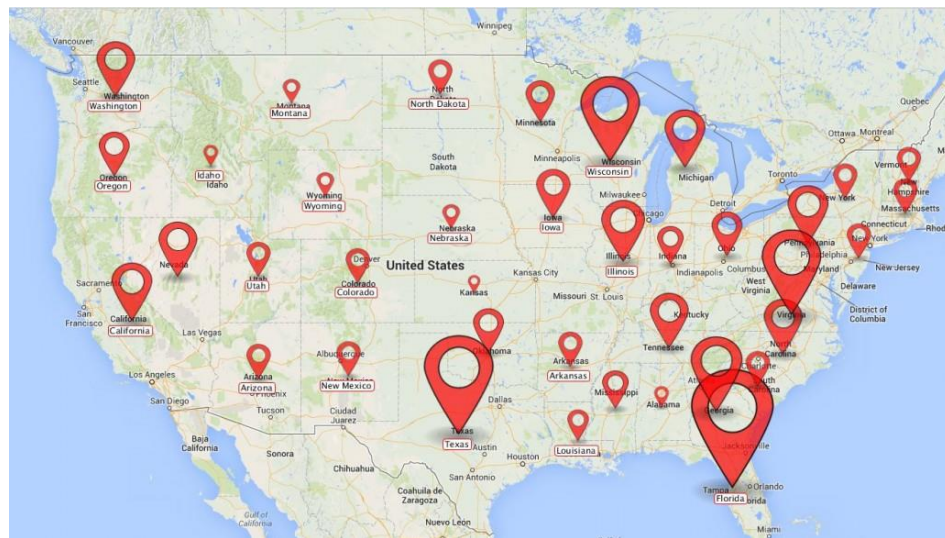 Winnipeg
Vancouver
Seattle
Washington
Washington
Montana
Montana
North
North Dakota
Minnesota
Quebec
Ottawa
Montreal
Oregon
Oregon
Idaho
Idaho
South
Dakota
Minneapolis
Wisconsin
Wisconsin
Michigan
Toronto
Vermont
New
Hampshire
Wyoming
Wyoming
Milwaukee
Detroit
New York
Massachusetts
Iowa
Iowa
Chicago
Connecticut
Rhod
Nebraska
Nebraska
Nevada
Utah
Utah
Denver
Colorado
Colorado
United States
Illinois
Illinois
Indiana
Indianapolis
Ohio
Columbus
Pennsylvania
Philadelphia
New York
New Jersey
Maryland
Sacramento
San
Francisco
California
California
Kansas
Kansas City
Missouri
St. Louis
West
Virginia
Delaware
District of
Columbia
Las Vegas
Kentucky
Virginia
Oklahoma
Tennessee
North
Carolina
Charlotte
Los Angeles
Arizona
Arizona
Phoenix
Albuquerque
New Mexico
New Mexico
Arkansas
Arkansas
Mississippi
Alabama
South
Carolina
Georgia
San Diego
Tucson
Dallas
Texas
Texas
Baja
California
Ciudad
Juarez
Sonora
Austin
Houston
San Antonio
Louisiana
Jacksonville
Chihuahua
Coahuila de
Zaragoza
Tampa
Orlando
Florida
Gulf of
California
Nuevo Leon
Miami